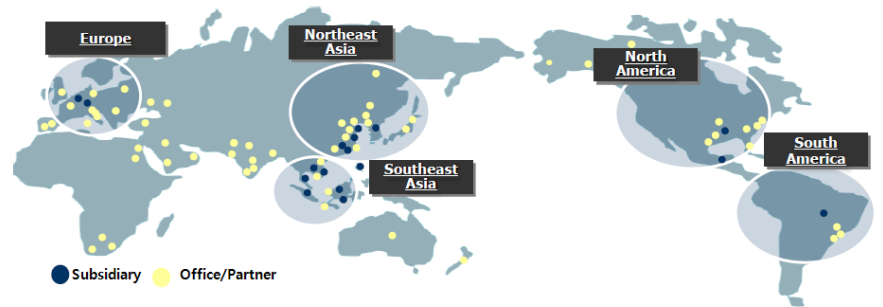 Europe
Northeast
Asia
North
America
South
America
Southeast
Asia
Subsidiary
Office/Partner